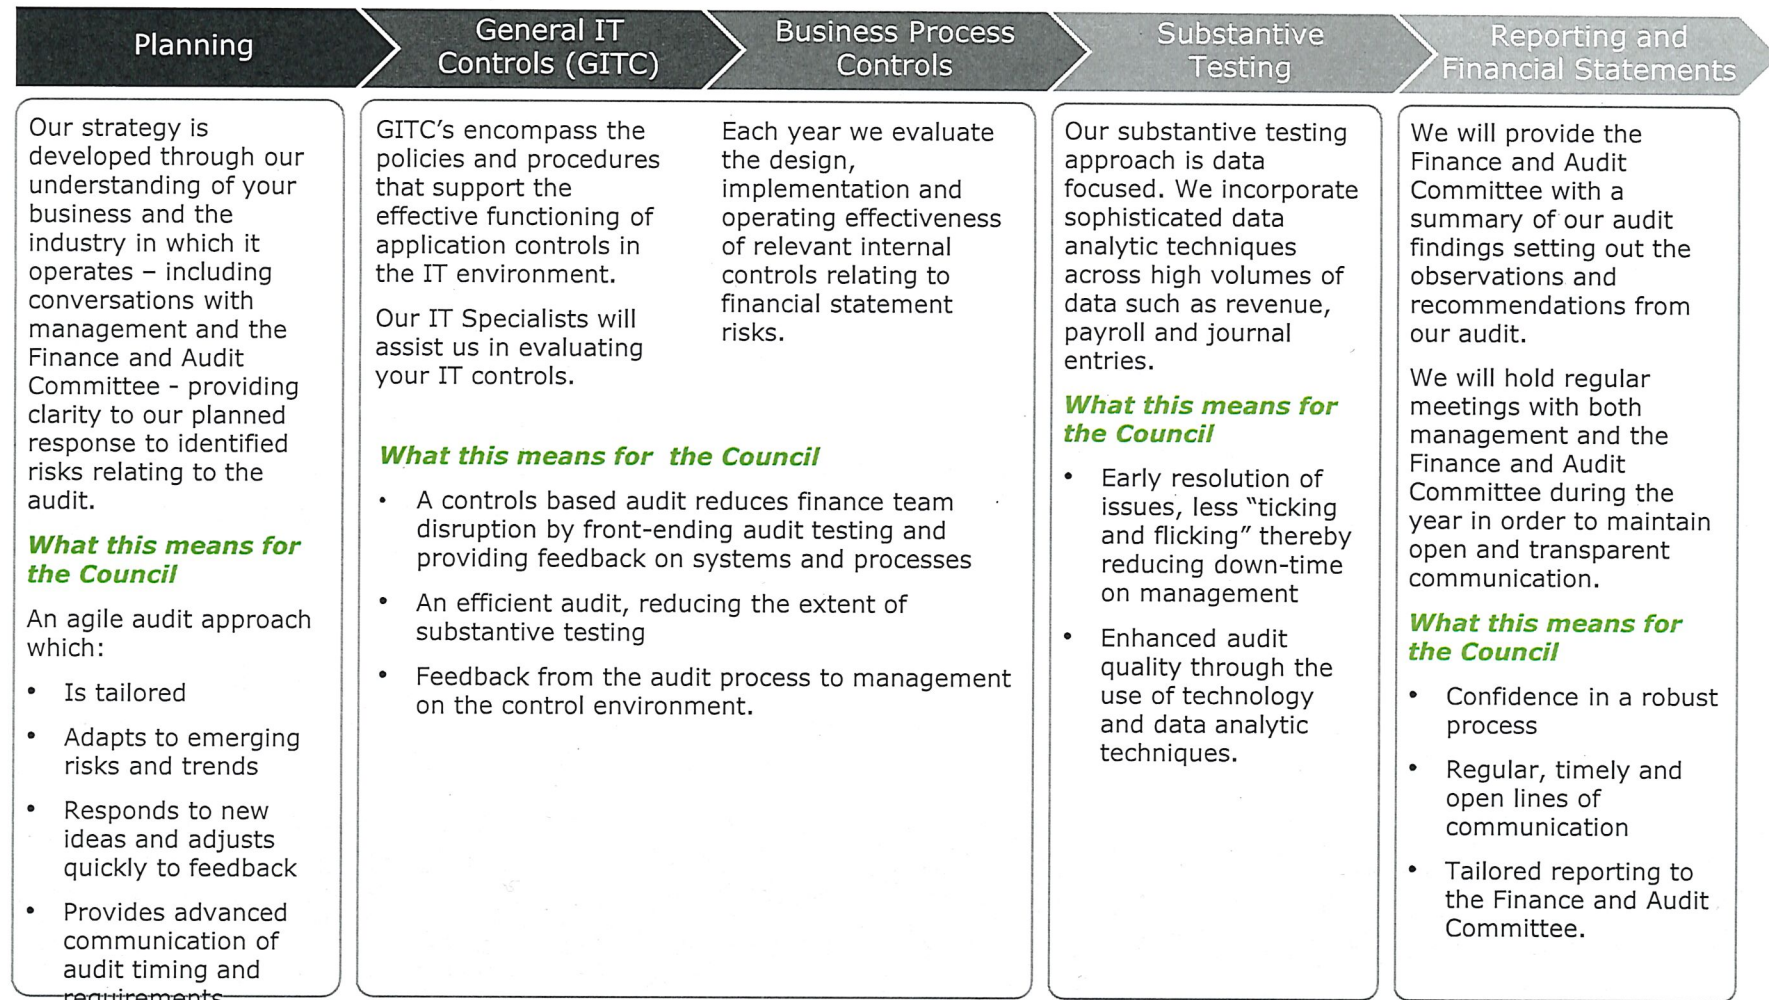 Planning
General IT
Controls (GITC)
Business Process
Controls
Substantive
Testing
Reporting and
Financial Statements
Our strategy is
developed through our
understanding of your
business and the
industry in which it
operates – including
conversations with
management and the
Finance and Audit
Committee - providing
clarity to our planned
response to identified
risks relating to the
audit.
What this means for
the Council
An agile audit approach
which:
• Is tailored
• Adapts to emerging
risks and trends
• Responds to new
ideas and adjusts
quickly to feedback
• Provides advanced
communication of
audit timing and
requirements
GITC's encompass the
policies and procedures
that support the
effective functioning of
application controls in
the IT environment.
Our IT Specialists will
assist us in evaluating
your IT controls.
Each year we evaluate
the design,
implementation and
operating effectiveness
of relevant internal
controls relating to
financial statement
risks.
What this means for the Council
• A controls based audit reduces finance team
disruption by front-ending audit testing and
providing feedback on systems and processes
• An efficient audit, reducing the extent of
substantive testing
• Feedback from the audit process to management
on the control environment.
Our substantive testing
approach is data
focused. We incorporate
sophisticated data
analytic techniques
across high volumes of
data such as revenue,
payroll and journal
entries.
What this means for
the Council
• Early resolution of
issues, less “ticking
and flicking” thereby
reducing down-time
on management
• Enhanced audit
quality through the
use of technology
and data analytic
techniques.
We will provide the
Finance and Audit
Committee with a
summary of our audit
findings setting out the
observations and
recommendations from
our audit.
We will hold regular
meetings with both
management and the
Finance and Audit
Committee during the
year in order to maintain
open and transparent
communication.
What this means for
the Council
• Confidence in a robust
process
• Regular, timely and
open lines of
communication
• Tailored reporting to
the Finance and Audit
Committee.